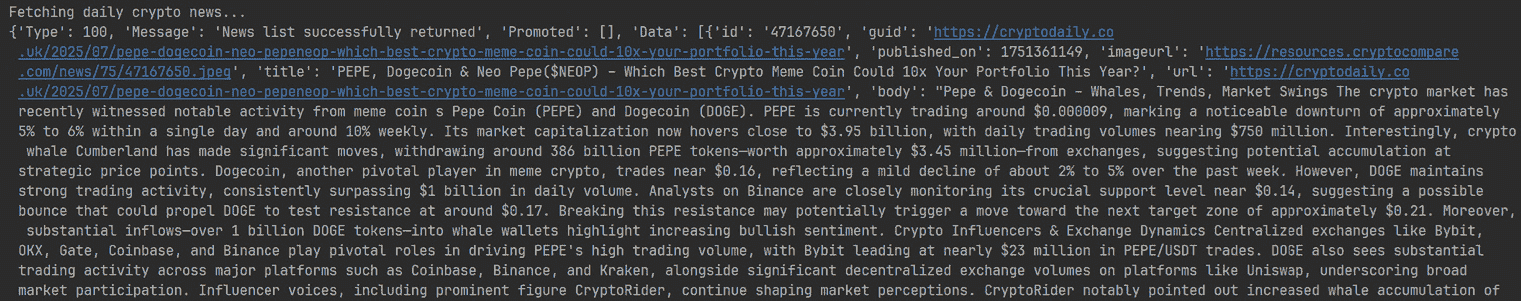 Fetching daily crypto news...
{'Type': 100, 'Message': 'News list successfully returned', 'Promoted': [], 'Data': [{'id': '47167650', 'guid': 'https://cryptodaily.co
.uk/2025/07/pepe-dogecoin-neo-pepeneop-which-best-crypto-meme-coin-could-10x-your-portfolio-this-year', 'published_on': 1751361149, 'imageurl': 'https://resources.cryptocompare
.com/news/75/47167650.jpeg', 'title': 'PEPE, Dogecoin & Neo Pepe($NEOP) – Which Best Crypto Meme Coin Could 10x Your Portfolio This Year?', 'url': 'https://cryptodaily.co
.uk/2025/07/pepe-dogecoin-neo-pepeneop-which-best-crypto-meme-coin-could-10x-your-portfolio-this-year', 'body': "Pepe & Dogecoin – Whales, Trends, Market Swings The crypto market has
recently witnessed notable activity from meme coin s Pepe Coin (PEPE) and Dogecoin (DOGE). PEPE is currently trading around $0.000009, marking a noticeable downturn of approximately
5% to 6% within a single day and around 10% weekly. Its market capitalization now hovers close to $3.95 billion, with daily trading volumes nearing $750 million. Interestingly, crypto
whale Cumberland has made significant moves, withdrawing around 386 billion PEPE tokens—worth approximately $3.45 million—from exchanges, suggesting potential accumulation at
strategic price points. Dogecoin, another pivotal player in meme crypto, trades near $0.16, reflecting a mild decline of about 2% to 5% over the past week. However, DOGE maintains
strong trading activity, consistently surpassing $1 billion in daily volume. Analysts on Binance are closely monitoring its crucial support level near $0.14, suggesting a possible
bounce that could propel DOGE to test resistance at around $0.17. Breaking this resistance may potentially trigger a move toward the next target zone of approximately $0.21. Moreover,
substantial inflows—over 1 billion DOGE tokens—into whale wallets highlight increasing bullish sentiment. Crypto Influencers & Exchange Dynamics Centralized exchanges like Bybit,
OKX, Gate, Coinbase, and Binance play pivotal roles in driving PEPE's high trading volume, with Bybit leading at nearly $23 million in PEPE/USDT trades. DOGE also sees substantial
trading activity across major platforms such as Coinbase, Binance, and Kraken, alongside significant decentralized exchange volumes on platforms like Uniswap, underscoring broad
market participation. Influencer voices, including prominent figure CryptoRider, continue shaping market perceptions. CryptoRider notably pointed out increased whale accumulation of